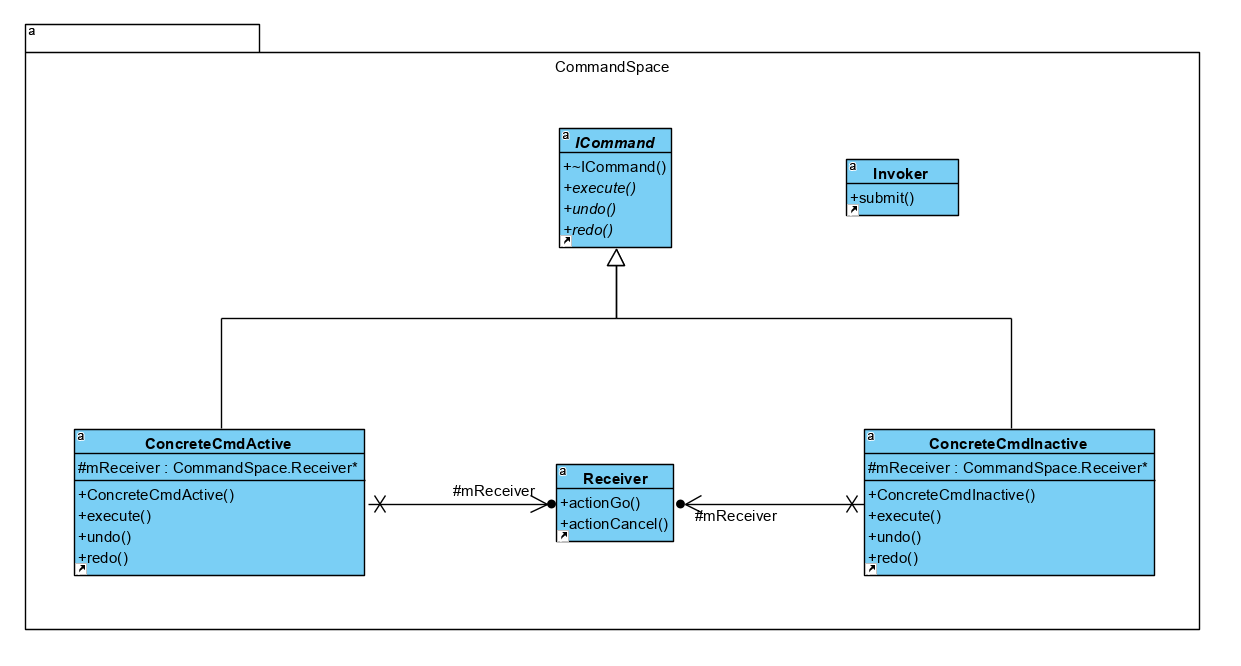 a
CommandSpace
a
ICommand
+~ICommand()
+execute()
+undo()
+redo()
a
Invoker
+submit()
a
ConcreteCmdActive
#mReceiver : CommandSpace.Receiver*
+ConcreteCmdActive()
+execute()
+undo()
+redo()
#mReceiver
a
Receiver
+actionGo()
+actionCancel()
#mReceiver
a
ConcreteCmdInactive
#mReceiver : CommandSpace.Receiver*
+ConcreteCmdInactive()
+execute()
+undo()
+redo()